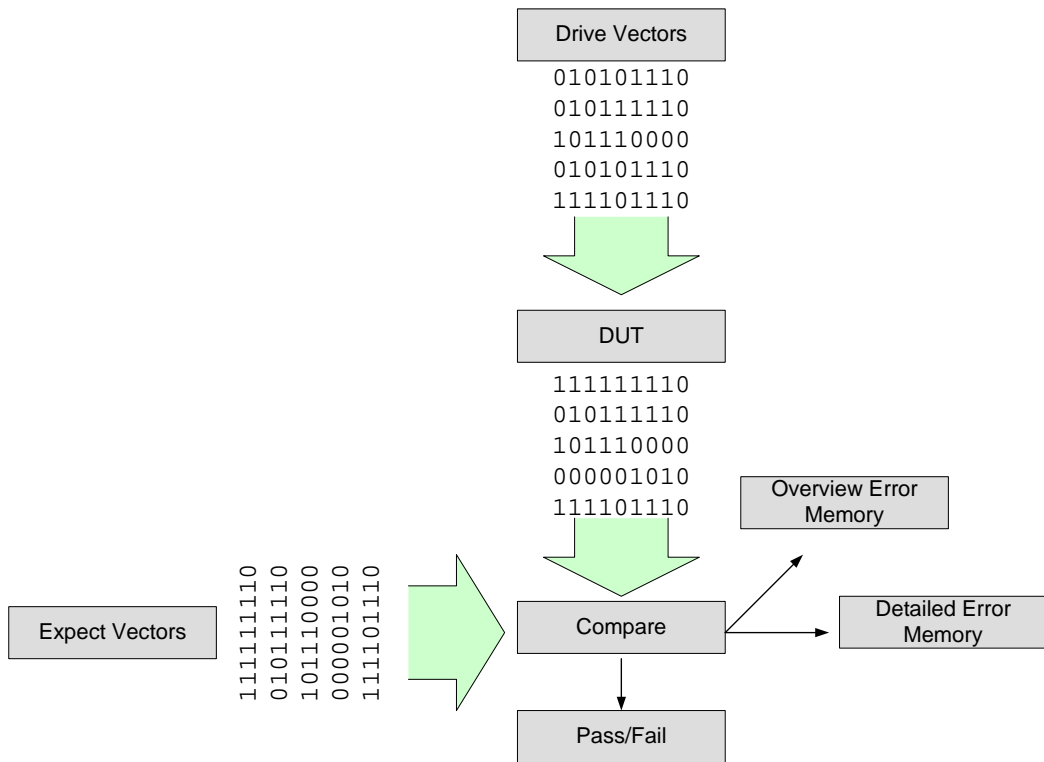 Drive Vectors
010101110
010111110
101110000
010101110
111101110
DUT
111111110
010111110
101110000
000001010
111101110
Overview Error
Memory
Expect Vectors
111111110
010111110
101110000
000001010
111101110
Compare
Detailed Error
Memory
Pass/Fail